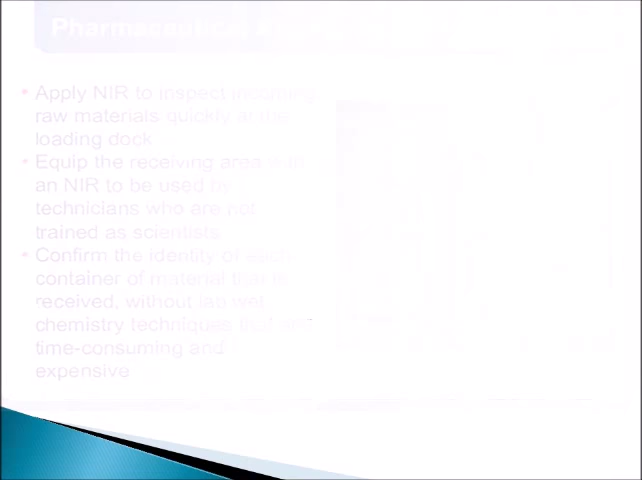 Pharmaceutical
• Apply NIR to inspect incoming
raw materials quickly at the
loading dock
• Equip the receiving area with
an NIR to be used by
technicians who are not
trained as scientists
• Confirm the identity of each
container of material that is
received, without lab wet
chemistry techniques that are
time-consuming and
expensive